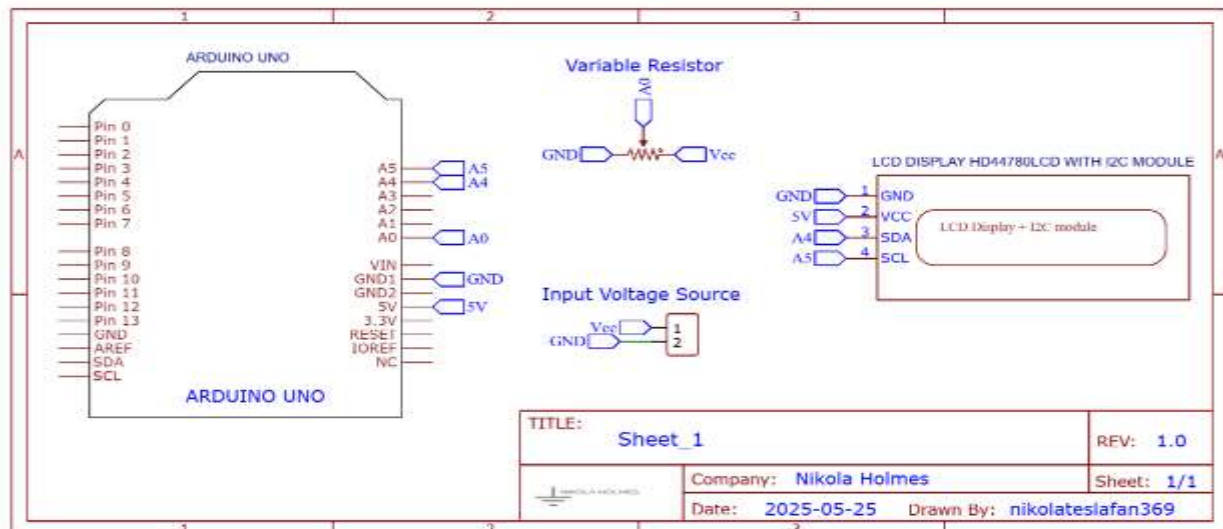 1 2 3
ARDUINO UNO
Variable Resistor
Pin 0
Pin 1
Pin 2
Pin 3
Pin 4
Pin 5
Pin 6
Pin 7
Pin 8
Pin 9
Pin 10
Pin 11
Pin 12
Pin 13
GND
AREF
SDA
SCL
A5 A5
A4 A4
A3
A2
A1
A0 A0
VIN
GND1 GND
GND2
5V 5V
3.3V
RESET
IOREF
NC
ARDUINO UNO
GND Vcc
Input Voltage Source
Vcc 1
GND 2
LCD DISPLAY HD44780LCD WITH I2C MODULE
GND 1 GND
5V 2 VCC
A4 3 SDA
A5 4 SCL
LCD Display + I2C module
A A
TITLE:
Sheet_1
REV: 1.0
NIKOLA HOLMES
Company: Nikola Holmes
Sheet: 1/1
Date: 2025-05-25 Drawn By: nikolateslafan369
1 2 3